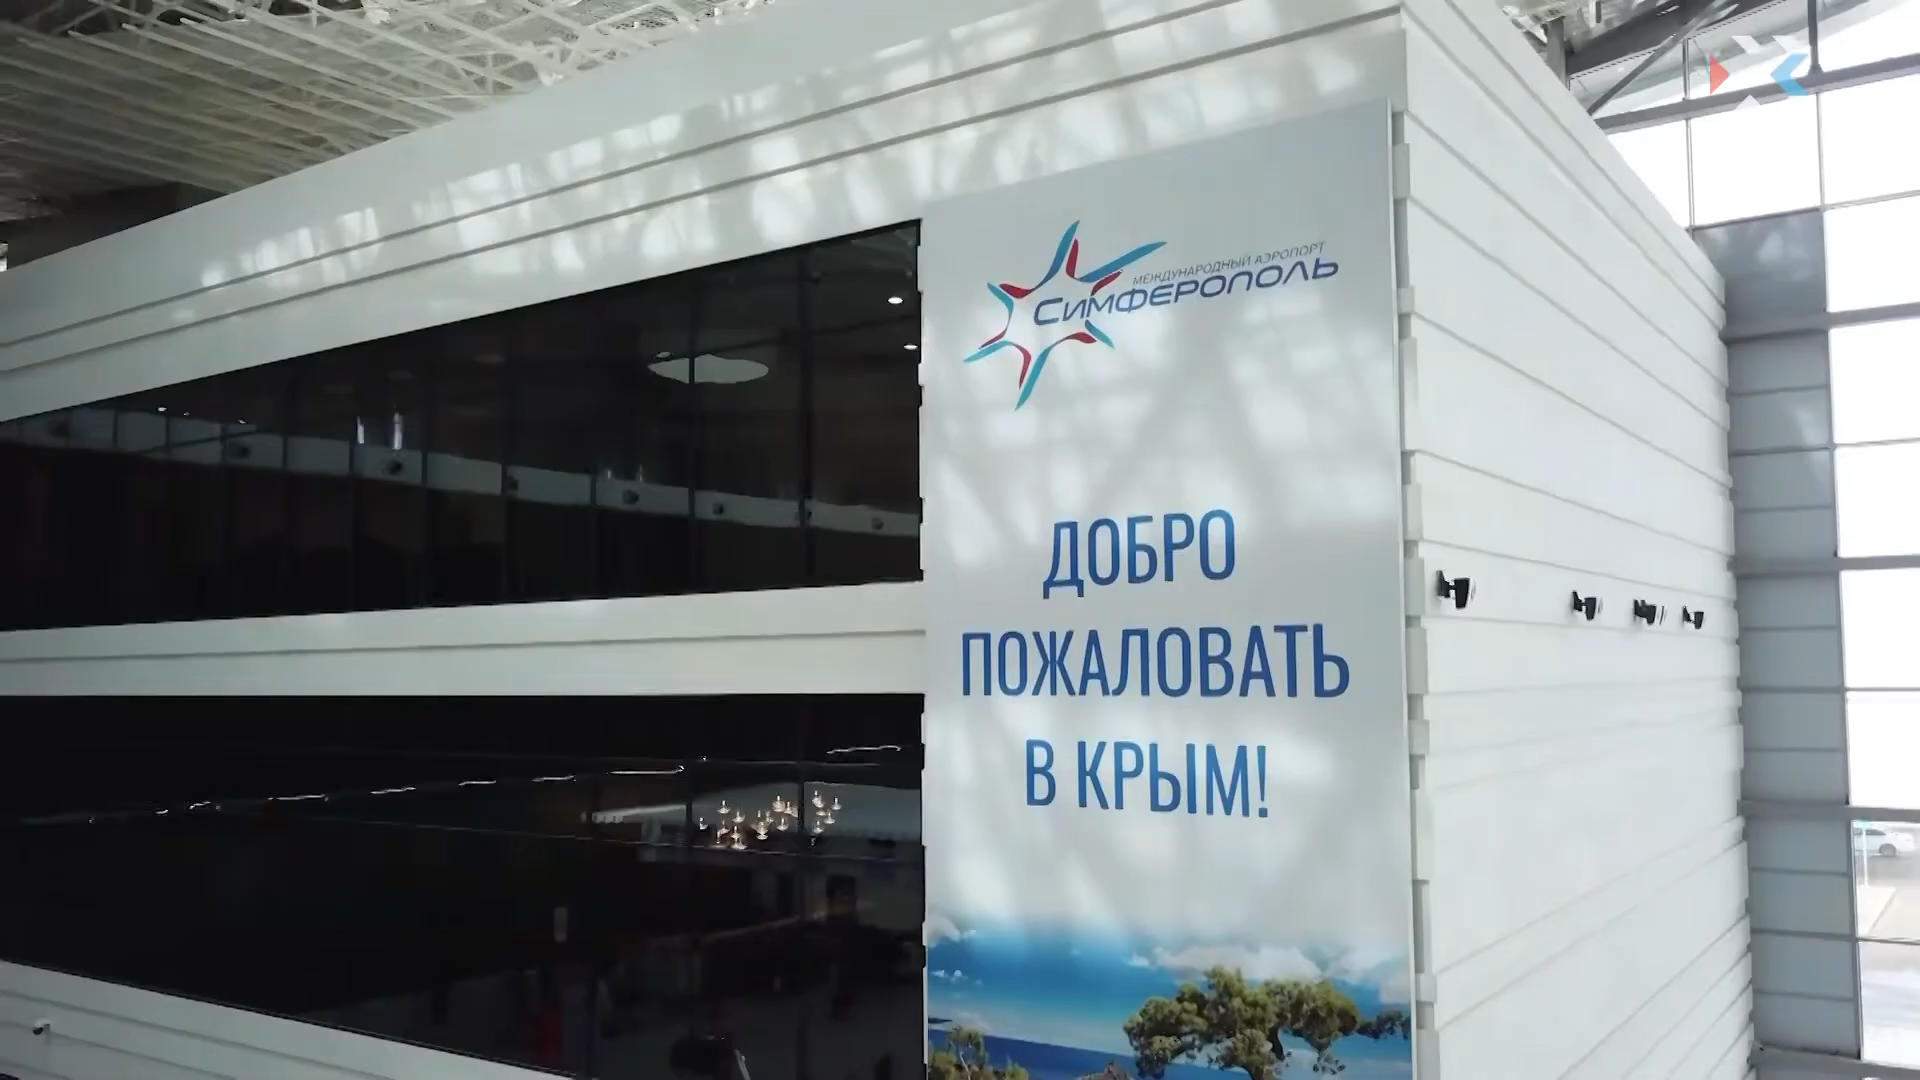 МЕЖДУНАРОДНЫЙ АЭРОПОРТ
СИМФЕРОПОЛЬ
ДОБРО
ПОЖАЛОВАТЬ
В КРЫМ!